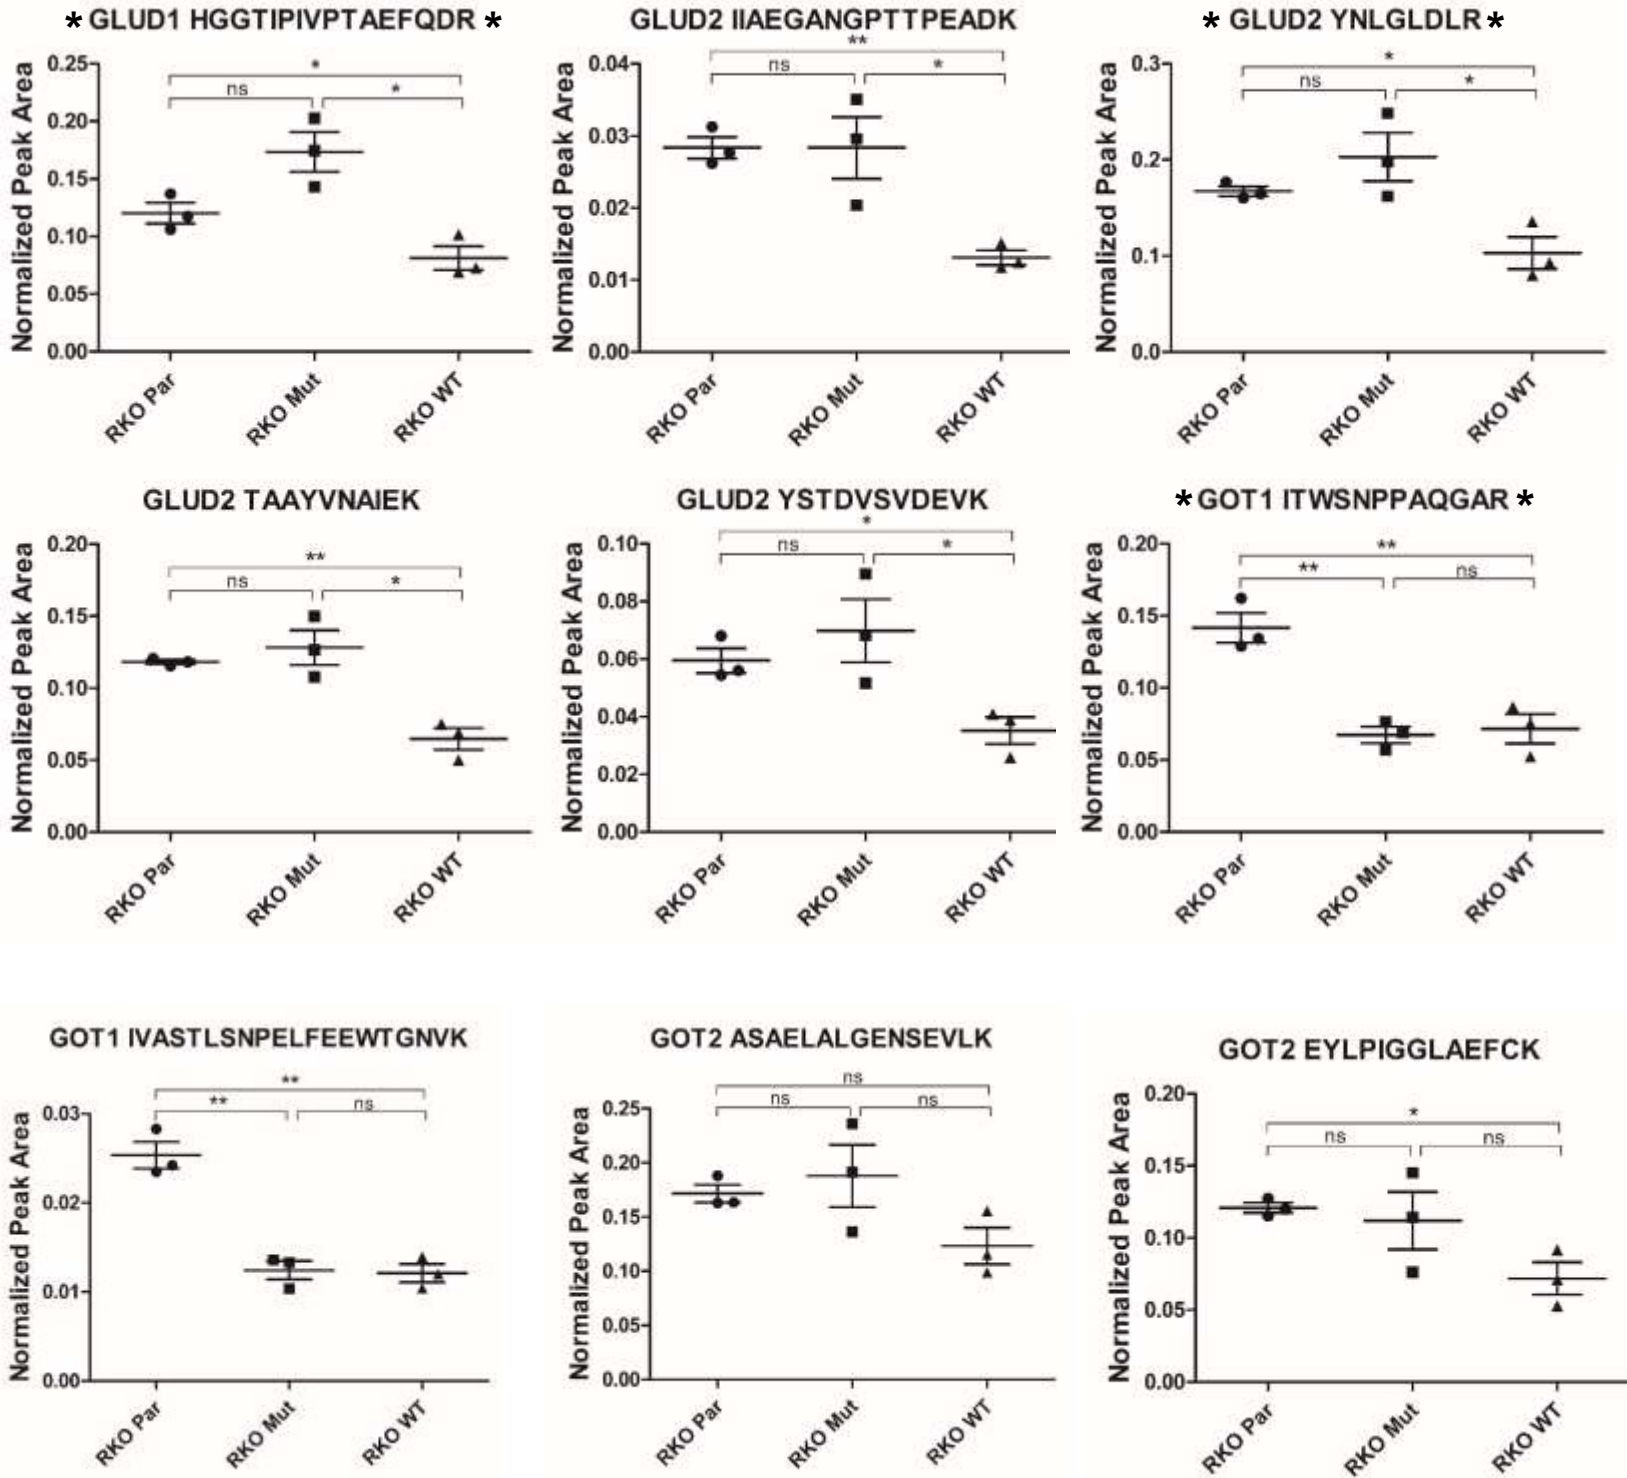 * GLUD1 HGGTIPIVPTAEFQDR *
Normalized Peak Area
0.25
0.20
0.15
0.10
0.05
0.00
*
ns
*
RKO Par
RKO Mut
RKO WT
GLUD2 IIAEGANGPTTPEADK
Normalized Peak Area
0.04
0.03
0.02
0.01
0.00
**
ns
*
RKO Par
RKO Mut
RKO WT
* GLUD2 YNLGLDLR *
Normalized Peak Area
0.3
0.2
0.1
0.0
*
ns
*
RKO Par
RKO Mut
RKO WT
GLUD2 TAAYVNAIEK
Normalized Peak Area
0.20
0.15
0.10
0.05
0.00
**
ns
*
RKO Par
RKO Mut
RKO WT
GLUD2 YSTDVSVDEVK
Normalized Peak Area
0.10
0.08
0.06
0.04
0.02
0.00
*
ns
*
RKO Par
RKO Mut
RKO WT
* GOT1 ITWSNPPAQGAR *
Normalized Peak Area
0.20
0.15
0.10
0.05
0.00
**
**
ns
RKO Par
RKO Mut
RKO WT
GOT1 IVASTLSNPELFEEWTGNVK
Normalized Peak Area
0.03
0.02
0.01
0.00
**
**
ns
RKO Par
RKO Mut
RKO WT
GOT2 ASAELALGENSEVLK
Normalized Peak Area
0.25
0.20
0.15
0.10
0.05
0.00
ns
ns
ns
RKO Par
RKO Mut
RKO WT
GOT2 EYLPIGGLAEFCK
Normalized Peak Area
0.20
0.15
0.10
0.05
0.00
*
ns
ns
RKO Par
RKO Mut
RKO WT